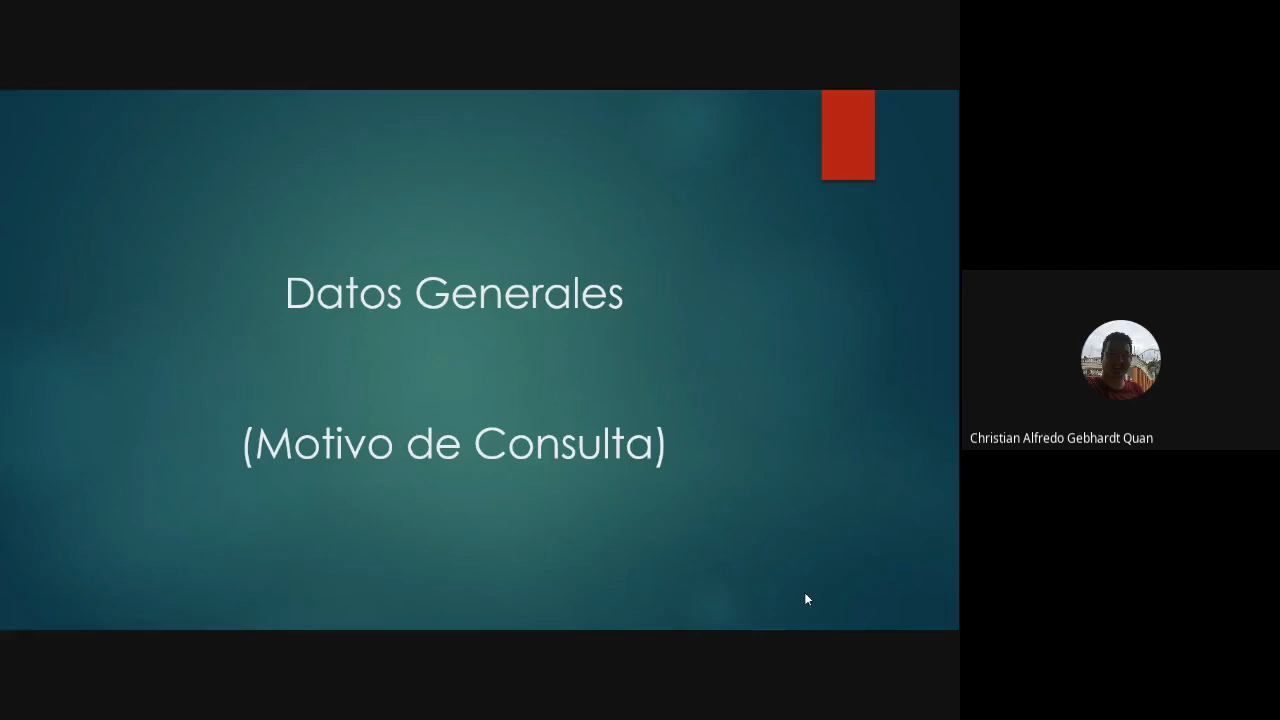 Datos Generales
(Motivo de Consulta)
Christian Alfredo Gebhardt Quan